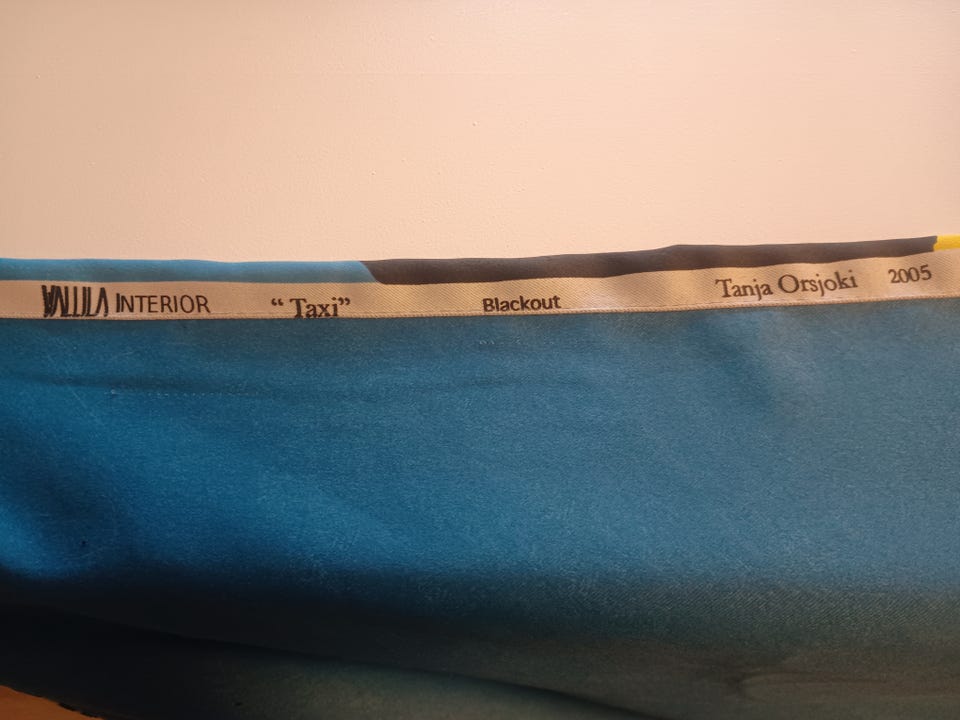 VALLILA INTERIOR “Taxi” Blackout Tanja Orsjoki 2005